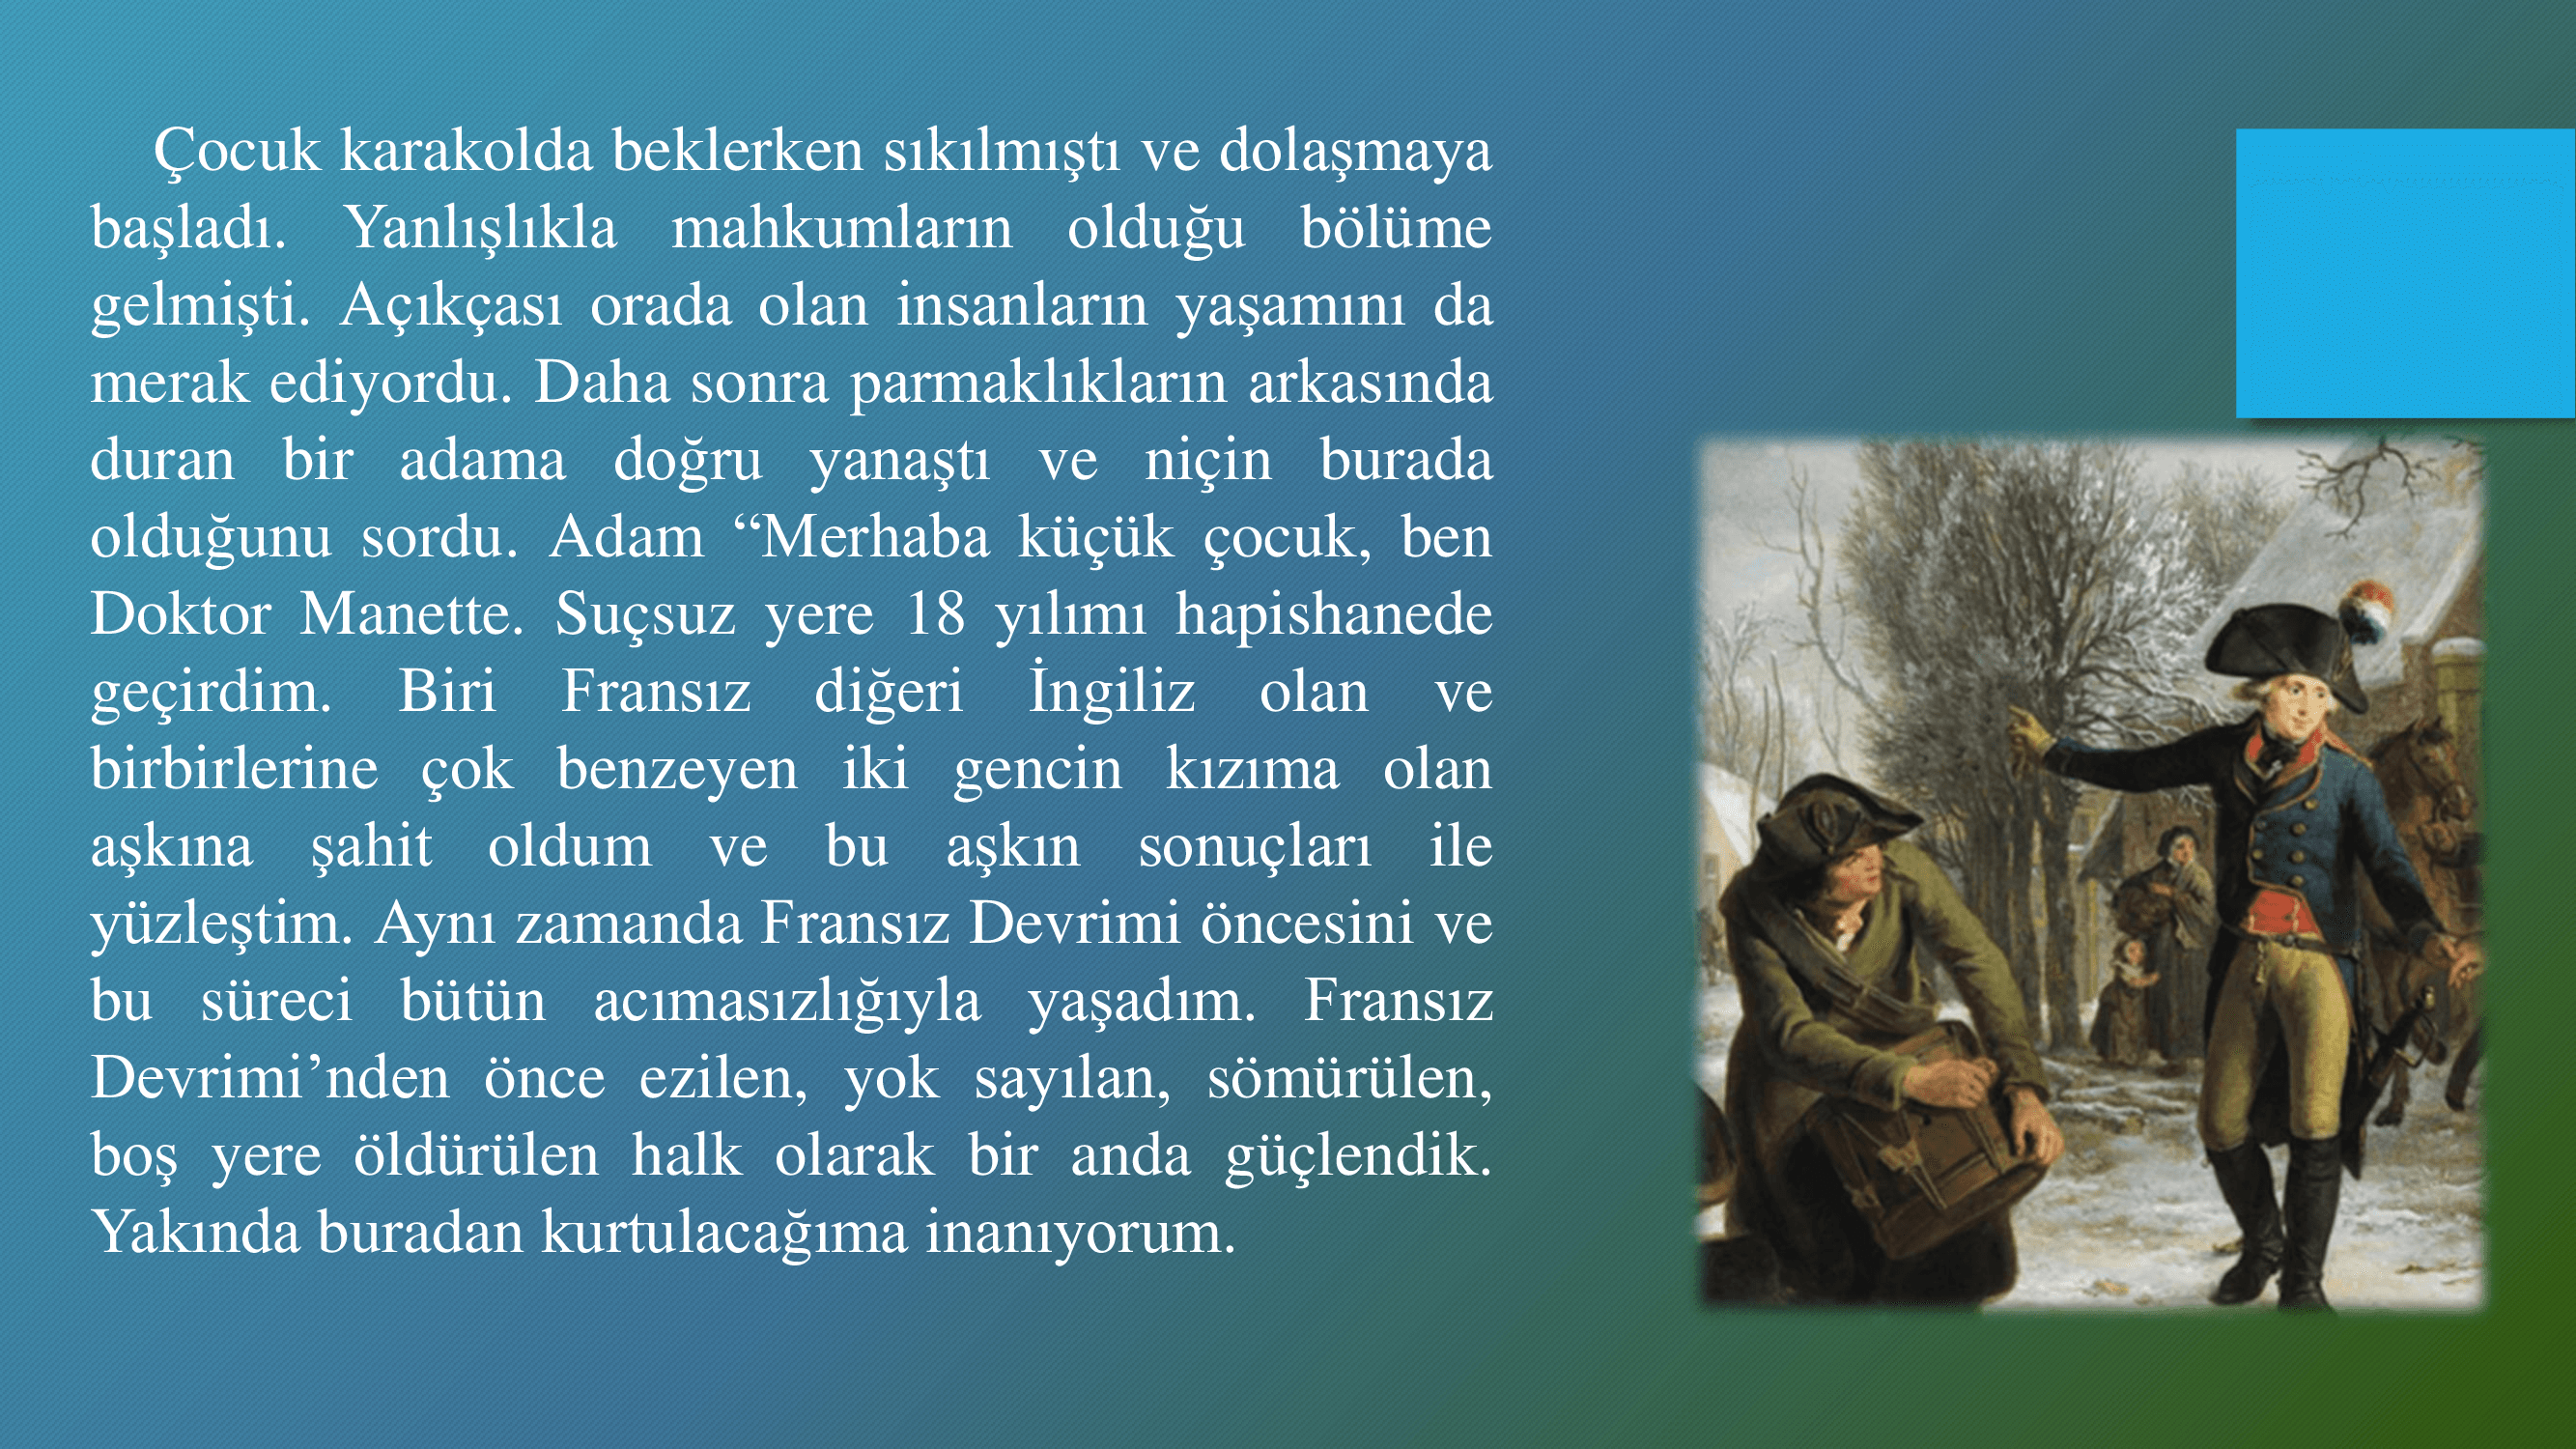 Çocuk karakolda beklerken sıkılmıştı ve dolaşmaya
başladı. Yanlışlıkla mahkumların olduğu bölüme
gelmişti. Açıkçası orada olan insanların yaşamını da
merak ediyordu. Daha sonra parmaklıkların arkasında
duran bir adama doğru yanaştı ve niçin burada
olduğunu sordu. Adam “Merhaba küçük çocuk, ben
Doktor Manette. Suçsuz yere 18 yılımı hapishanede
geçirdim. Biri Fransız diğeri İngiliz olan ve
birbirlerine çok benzeyen iki gencin kızıma olan
aşkına şahit oldum ve bu aşkın sonuçları ile
yüzleştim. Aynı zamanda Fransız Devrimi öncesini ve
bu süreci bütün acımasızlığıyla yaşadım. Fransız
Devrimi’nden önce ezilen, yok sayılan, sömürülen,
boş yere öldürülen halk olarak bir anda güçlendik.
Yakında buradan kurtulacağıma inanıyorum.